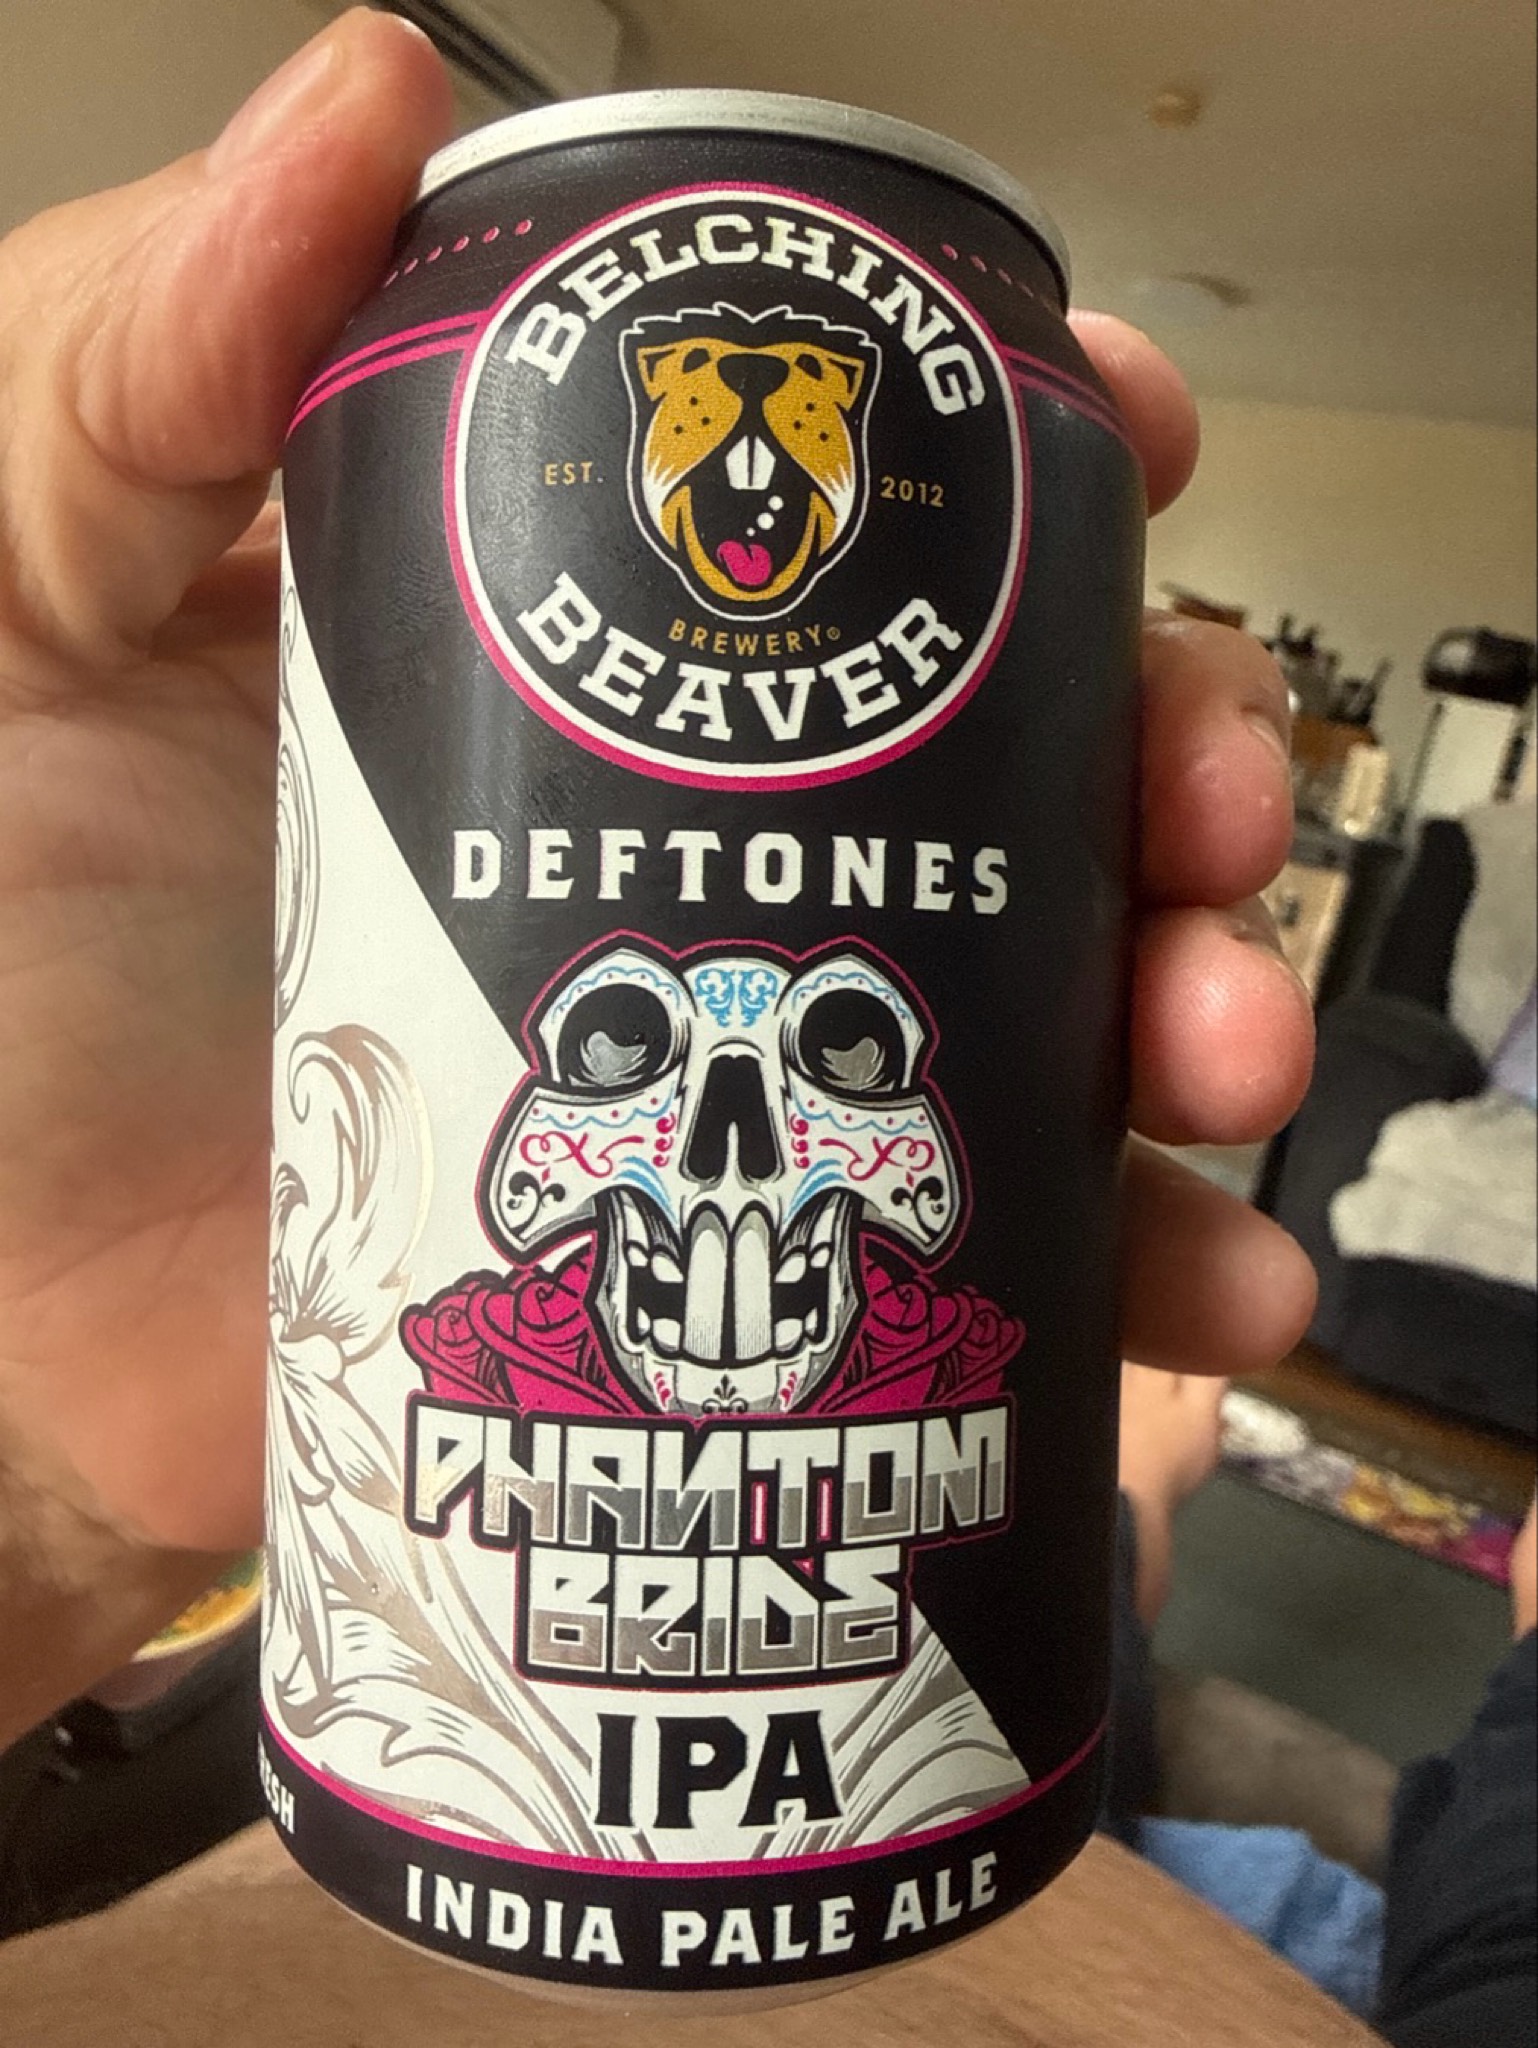 BELCHING
EST. 2012
BREWERY®
BEAVER
DEFTONES
PHANTOM
BRIDE
IPA
INDIA PALE ALE